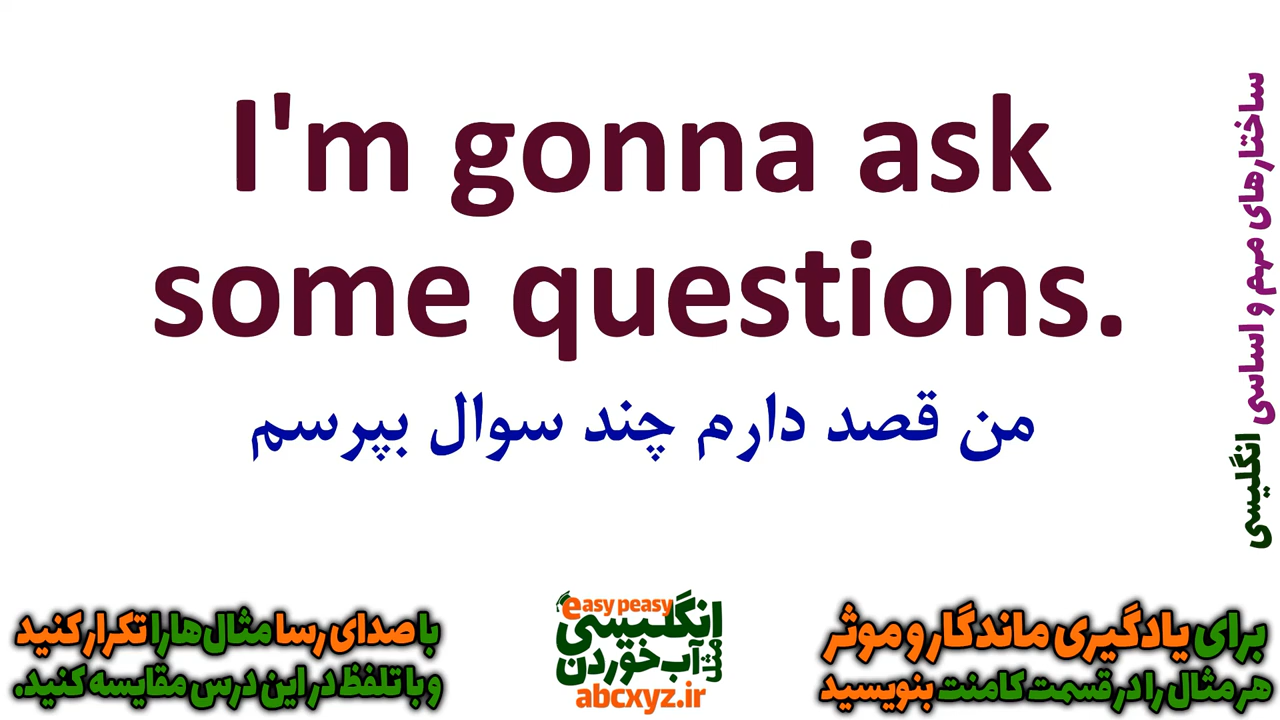 I'm gonna ask
some questions.
من قصد دارم چند سوال بپرسم
ساختارهای مهم و اساسی انگلیسی
برای یادگیری ماندگار و موثر
هر مثال را در قسمت کامنت بنویسید
easy peasy
انگلیسی
مثل
آب خوردن
abcxyz.ir
با صدای رسا مثال‌ها را تکرار کنید
و با تلفظ در این درس مقایسه کنید.